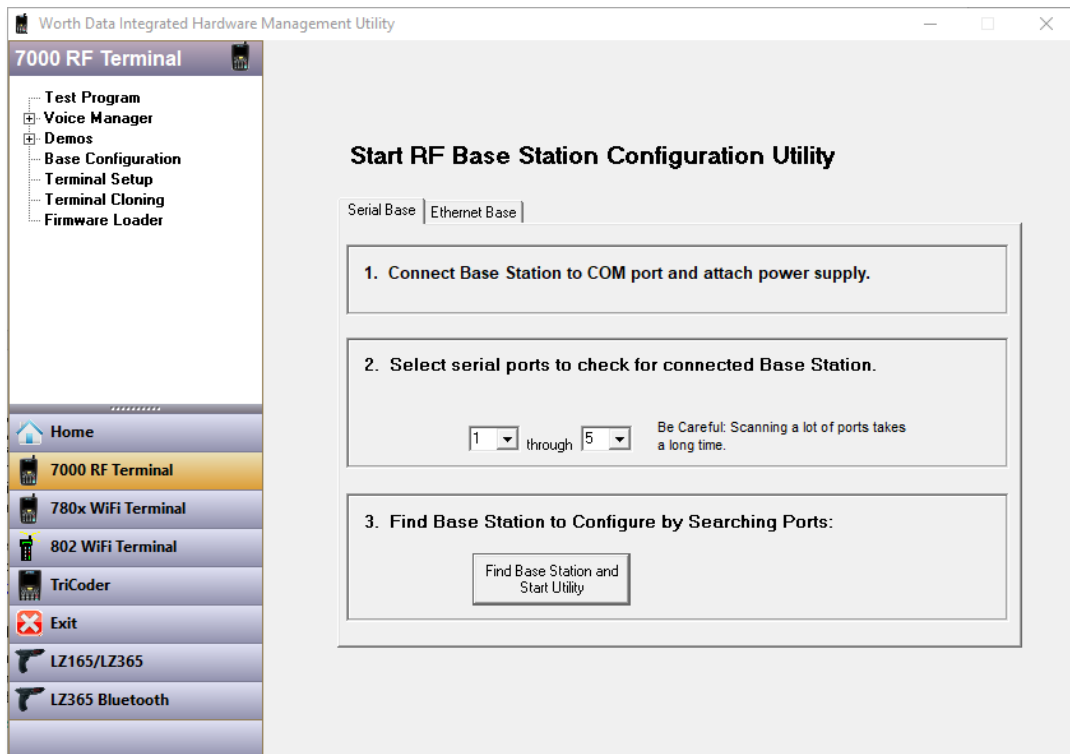 Worth Data Integrated Hardware Management Utility
7000 RF Terminal
Test Program
Voice Manager
Demos
Base Configuration
Terminal Setup
Terminal Cloning
Firmware Loader
Home
7000 RF Terminal
780x WiFi Terminal
802 WiFi Terminal
TriCoder
Exit
LZ165/LZ365
LZ365 Bluetooth
Start RF Base Station Configuration Utility
Serial Base Ethernet Base
1. Connect Base Station to COM port and attach power supply.
2. Select serial ports to check for connected Base Station.
1 through 5
Be Careful: Scanning a lot of ports takes
a long time.
3. Find Base Station to Configure by Searching Ports:
Find Base Station and
Start Utility